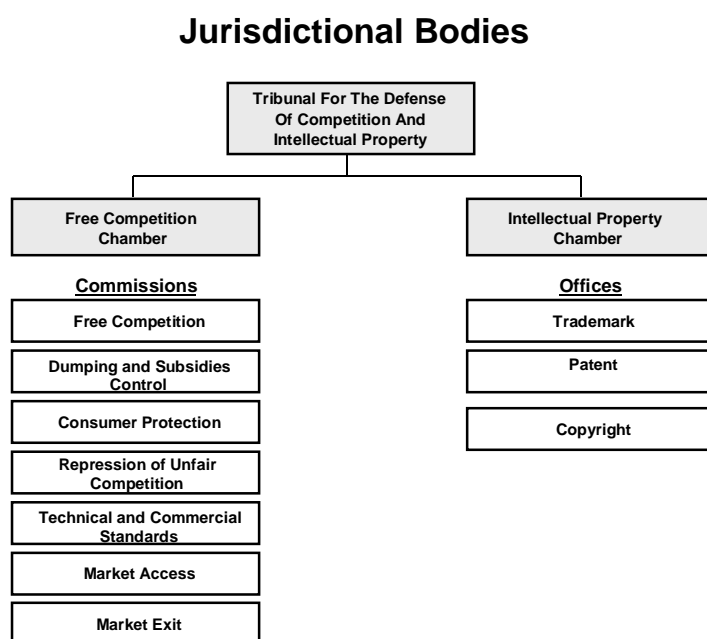 Jurisdictional Bodies
Tribunal For The Defense
Of Competition And
Intellectual Property
Free Competition
Chamber
Commissions
Free Competition
Dumping and Subsidies
Control
Consumer Protection
Repression of Unfair
Competition
Technical and Commercial
Standards
Market Access
Market Exit
Intellectual Property
Chamber
Offices
Trademark
Patent
Copyright